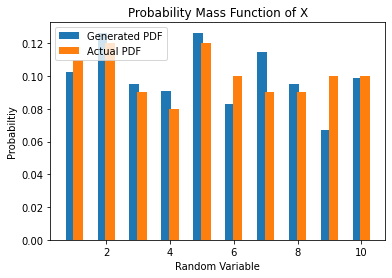 Probability Mass Function of X
Generated PDF
Actual PDF
0.12
0.10
0.08
0.06
0.04
0.02
0.00
Probabiltiy
2 4 6 8 10
Random Variable